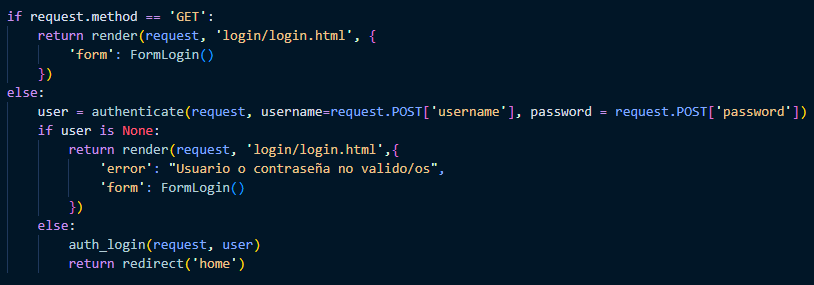 if request.method == 'GET':
    return render(request, 'login/login.html', {
        'form': FormLogin()
    })
else:
    user = authenticate(request, username=request.POST['username'], password = request.POST['password'])
    if user is None:
        return render(request, 'login/login.html',{
            'error': "Usuario o contraseña no valido/os",
            'form': FormLogin()
        })
    else:
        auth_login(request, user)
        return redirect('home')